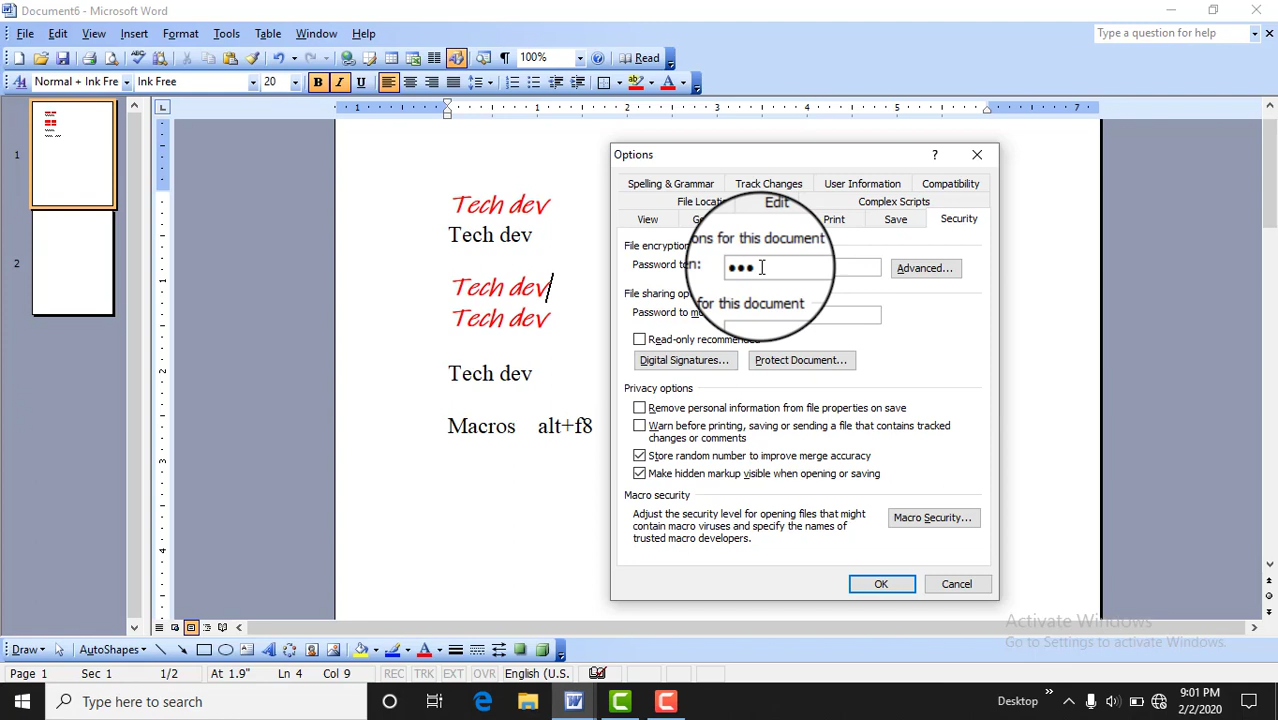 Document6 - Microsoft Word
File Edit View Insert Format Tools Table Window Help
Type a question for help
100% Read
Normal + Ink Fre Ink Free 20 B I U
1 1 2 3 4 5 7
Tech dev
Tech dev
Tech dev
Tech dev
Tech dev
Macros alt+f8
1
2
Options
Spelling & Grammar Track Changes User Information Compatibility
Edit Complex Scripts
View Print Save Security
File encryption ons for this document
Advanced...
for this document
Read-only
Digital Signatures... Protect Document...
Privacy options
Remove personal information from file properties on save
Warn before printing, saving or sending a file that contains tracked
changes or comments
Store random number to improve merge accuracy
Make hidden markup visible when opening or saving
Macro security
Adjust the security level for opening files that might
contain macro viruses and specify the names of
trusted macro developers.
Macro Security...
OK Cancel
Activate Windows
Go to Settings to activate Windows.
Draw AutoShapes
Page 1 Sec 1 1/2 At 1.9" Ln 4 Col 9 REC TRK EXT OVR English (U.S.
Type here to search
Desktop
9:01 PM
2/2/2020